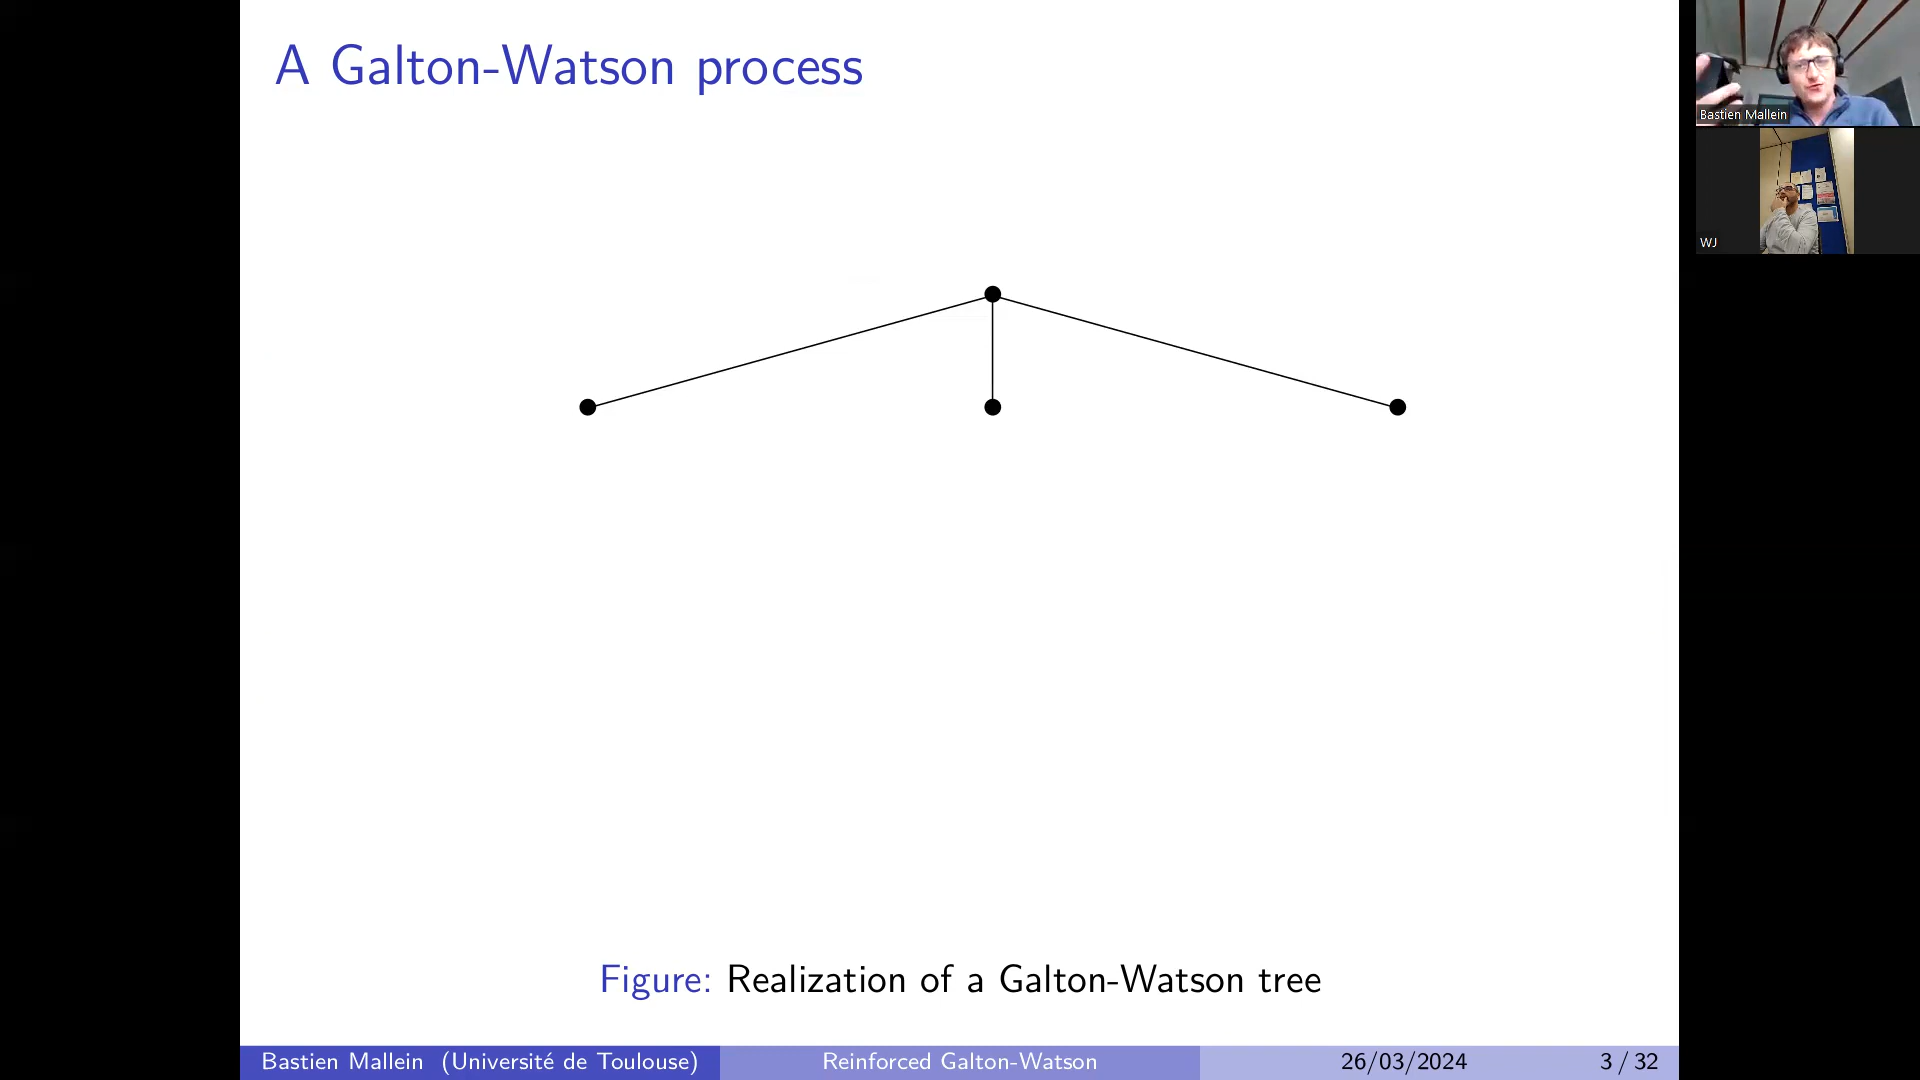 A Galton-Watson process
Bastien Mallein
WJ
Figure: Realization of a Galton-Watson tree
Bastien Mallein (Université de Toulouse) Reinforced Galton-Watson 26/03/2024 3 / 32